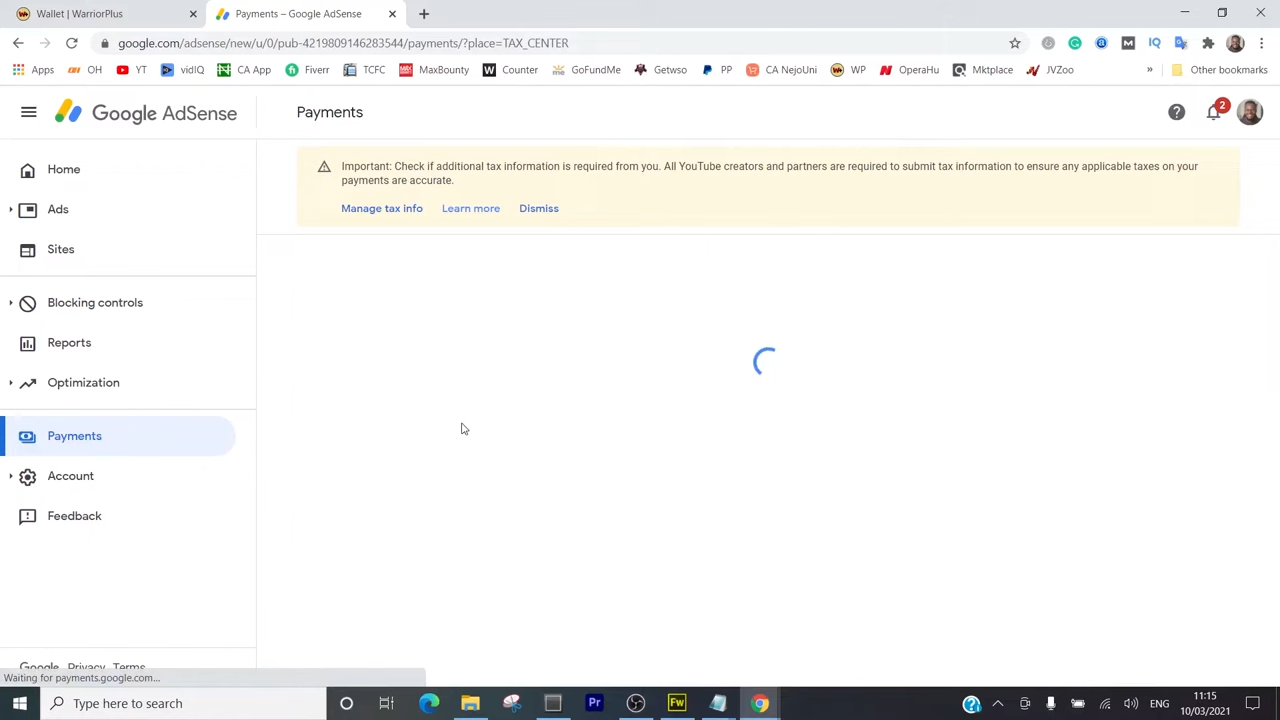 Wallet | WarriorPlus
Payments – Google AdSense
google.com/adsense/new/u/0/pub-4219809146283544/payments/?place=TAX_CENTER
Apps OH YT vidIQ CA App Fiverr TCFC MaxBounty Counter GoFundMe Getwso PP CA NejoUni WP OperaHu Mktplace JVZoo » Other bookmarks
Google AdSense
Payments
2
Home
Ads
Sites
Blocking controls
Reports
Optimization
Payments
Account
Feedback
Important: Check if additional tax information is required from you. All YouTube creators and partners are required to submit tax information to ensure any applicable taxes on your
payments are accurate.
Manage tax info Learn more Dismiss
Google Privacy Terms
Waiting for payments.google.com...
Type here to search
Pr
Fw
ENG
11:15
10/03/2021